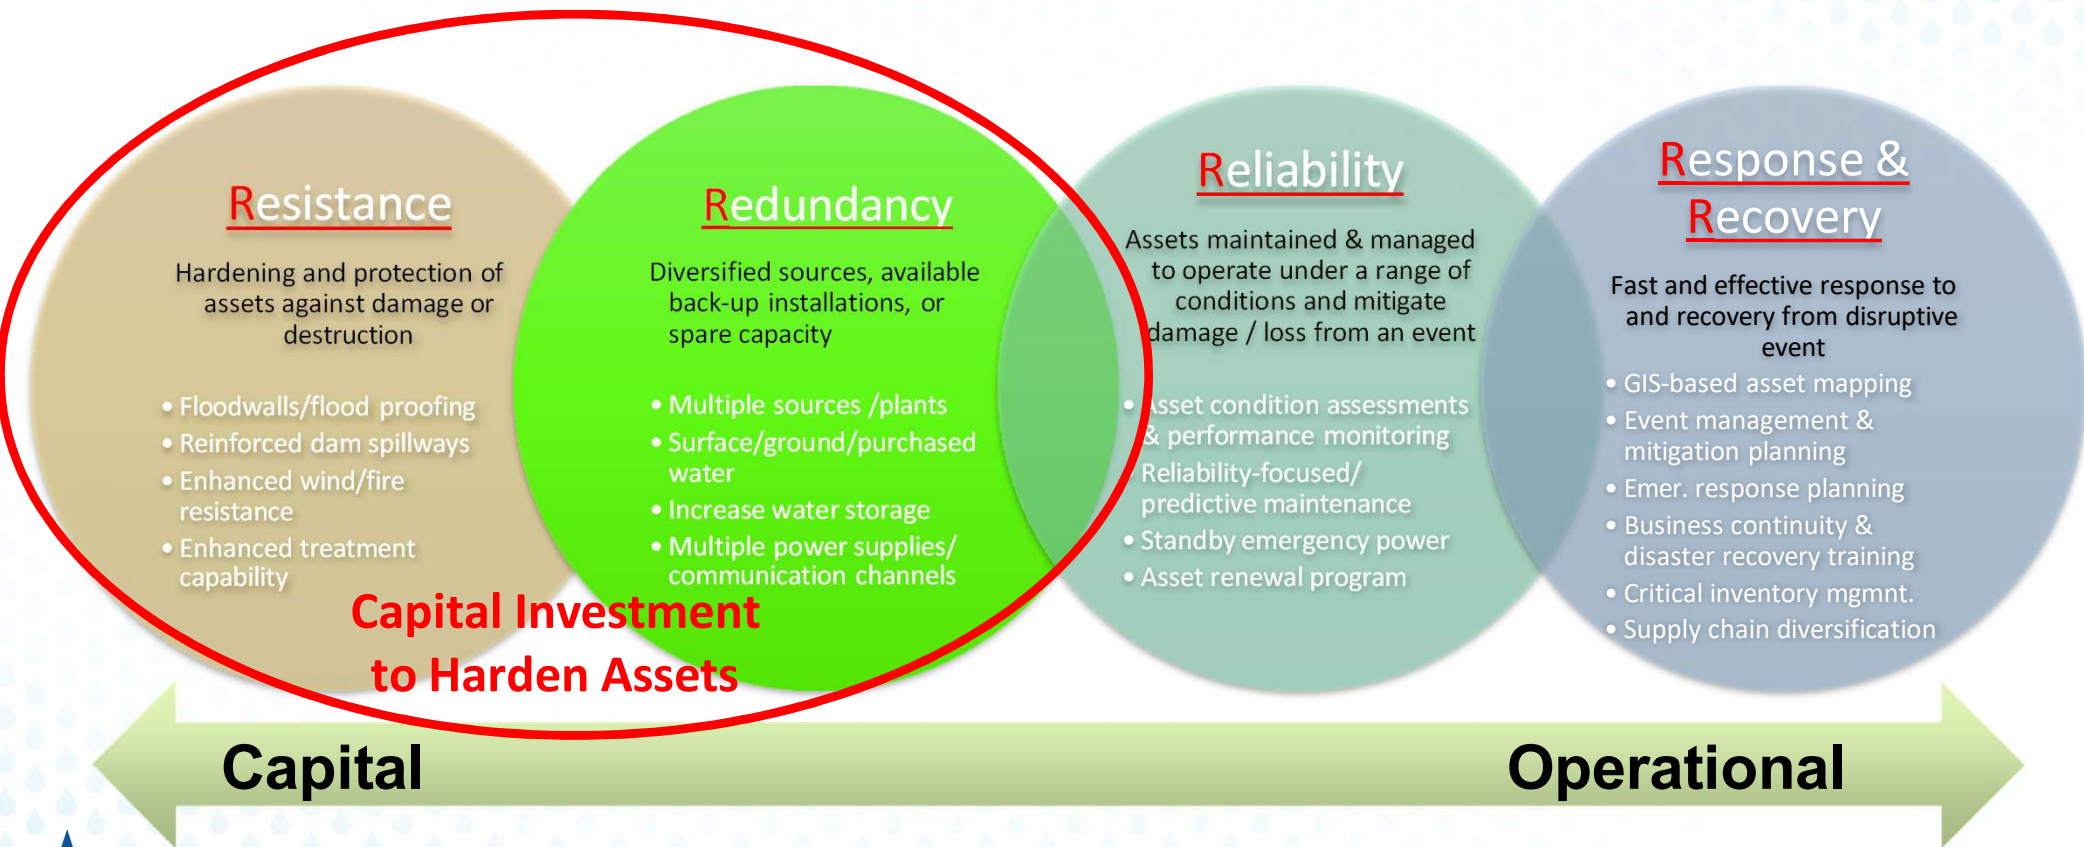 Resistance
Hardening and protection of
assets against damage or
destruction
• Floodwalls/flood proofing
• Reinforced dam spillways
• Enhanced wind/fire
resistance
• Enhanced treatment
capability
Redundancy
Diversified sources, available
back-up installations, or
spare capacity
• Multiple sources /plants
• Surface/ground/purchased
water
• Increase water storage
• Multiple power supplies/
communication channels
Capital Investment
to Harden Assets
Reliability
Assets maintained & managed
to operate under a range of
conditions and mitigate
damage / loss from an event
• Asset condition assessments
& performance monitoring
• Reliability-focused/
predictive maintenance
• Standby emergency power
• Asset renewal program
Response &
Recovery
Fast and effective response to
and recovery from disruptive
event
• GIS-based asset mapping
• Event management &
mitigation planning
• Emer. response planning
• Business continuity &
disaster recovery training
• Critical inventory mgmnt.
• Supply chain diversification
Capital
Operational